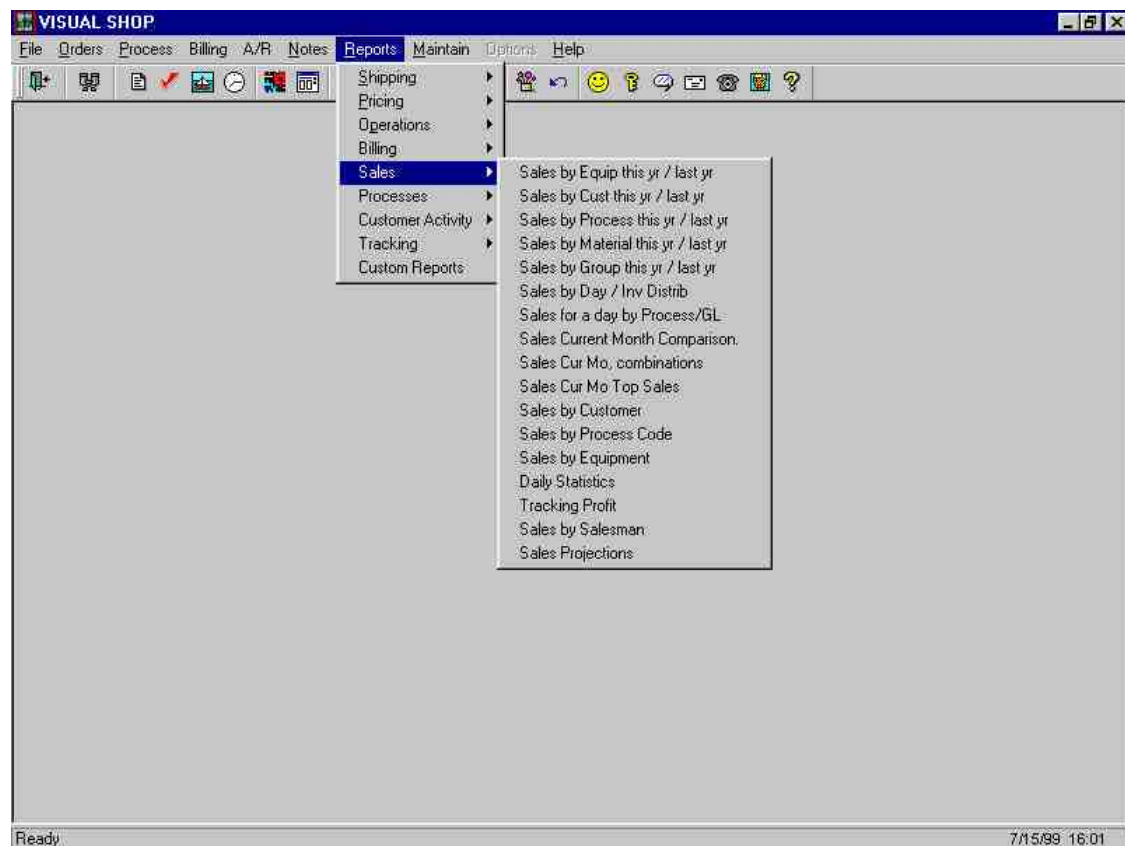 VISUAL SHOP
File Orders Process Billing A/R Notes Reports Maintain Options Help
Shipping
Pricing
Operations
Billing
Sales
Processes
Customer Activity
Tracking
Custom Reports
Sales by Equip this yr / last yr
Sales by Cust this yr / last yr
Sales by Process this yr / last yr
Sales by Material this yr / last yr
Sales by Group this yr / last yr
Sales by Day / Inv Distrib
Sales for a day by Process/GL
Sales Current Month Comparison.
Sales Cur Mo, combinations
Sales Cur Mo Top Sales
Sales by Customer
Sales by Process Code
Sales by Equipment
Daily Statistics
Tracking Profit
Sales by Salesman
Sales Projections
Ready 7/15/99 16:01